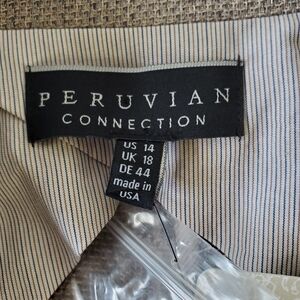 PERUVIAN
CONNECTION
US 14
UK 18
DE 44
made in
USA